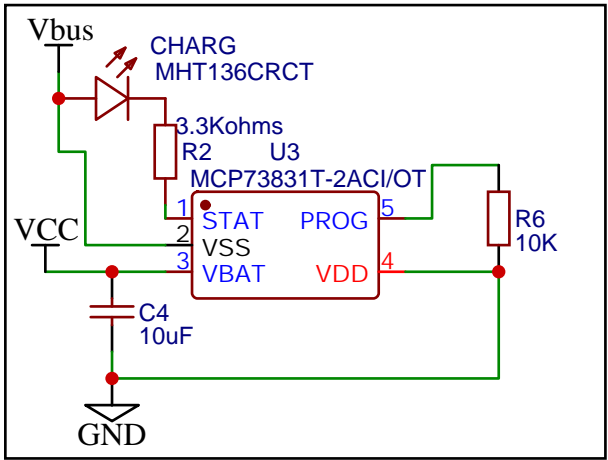 Vbus
CHARG
MHT136CRCT
3.3Kohms
R2
U3
MCP73831T-2ACI/OT
1
STAT
PROG
5
2
VSS
VCC
3
VBAT
VDD
4
R6
10K
C4
10uF
GND